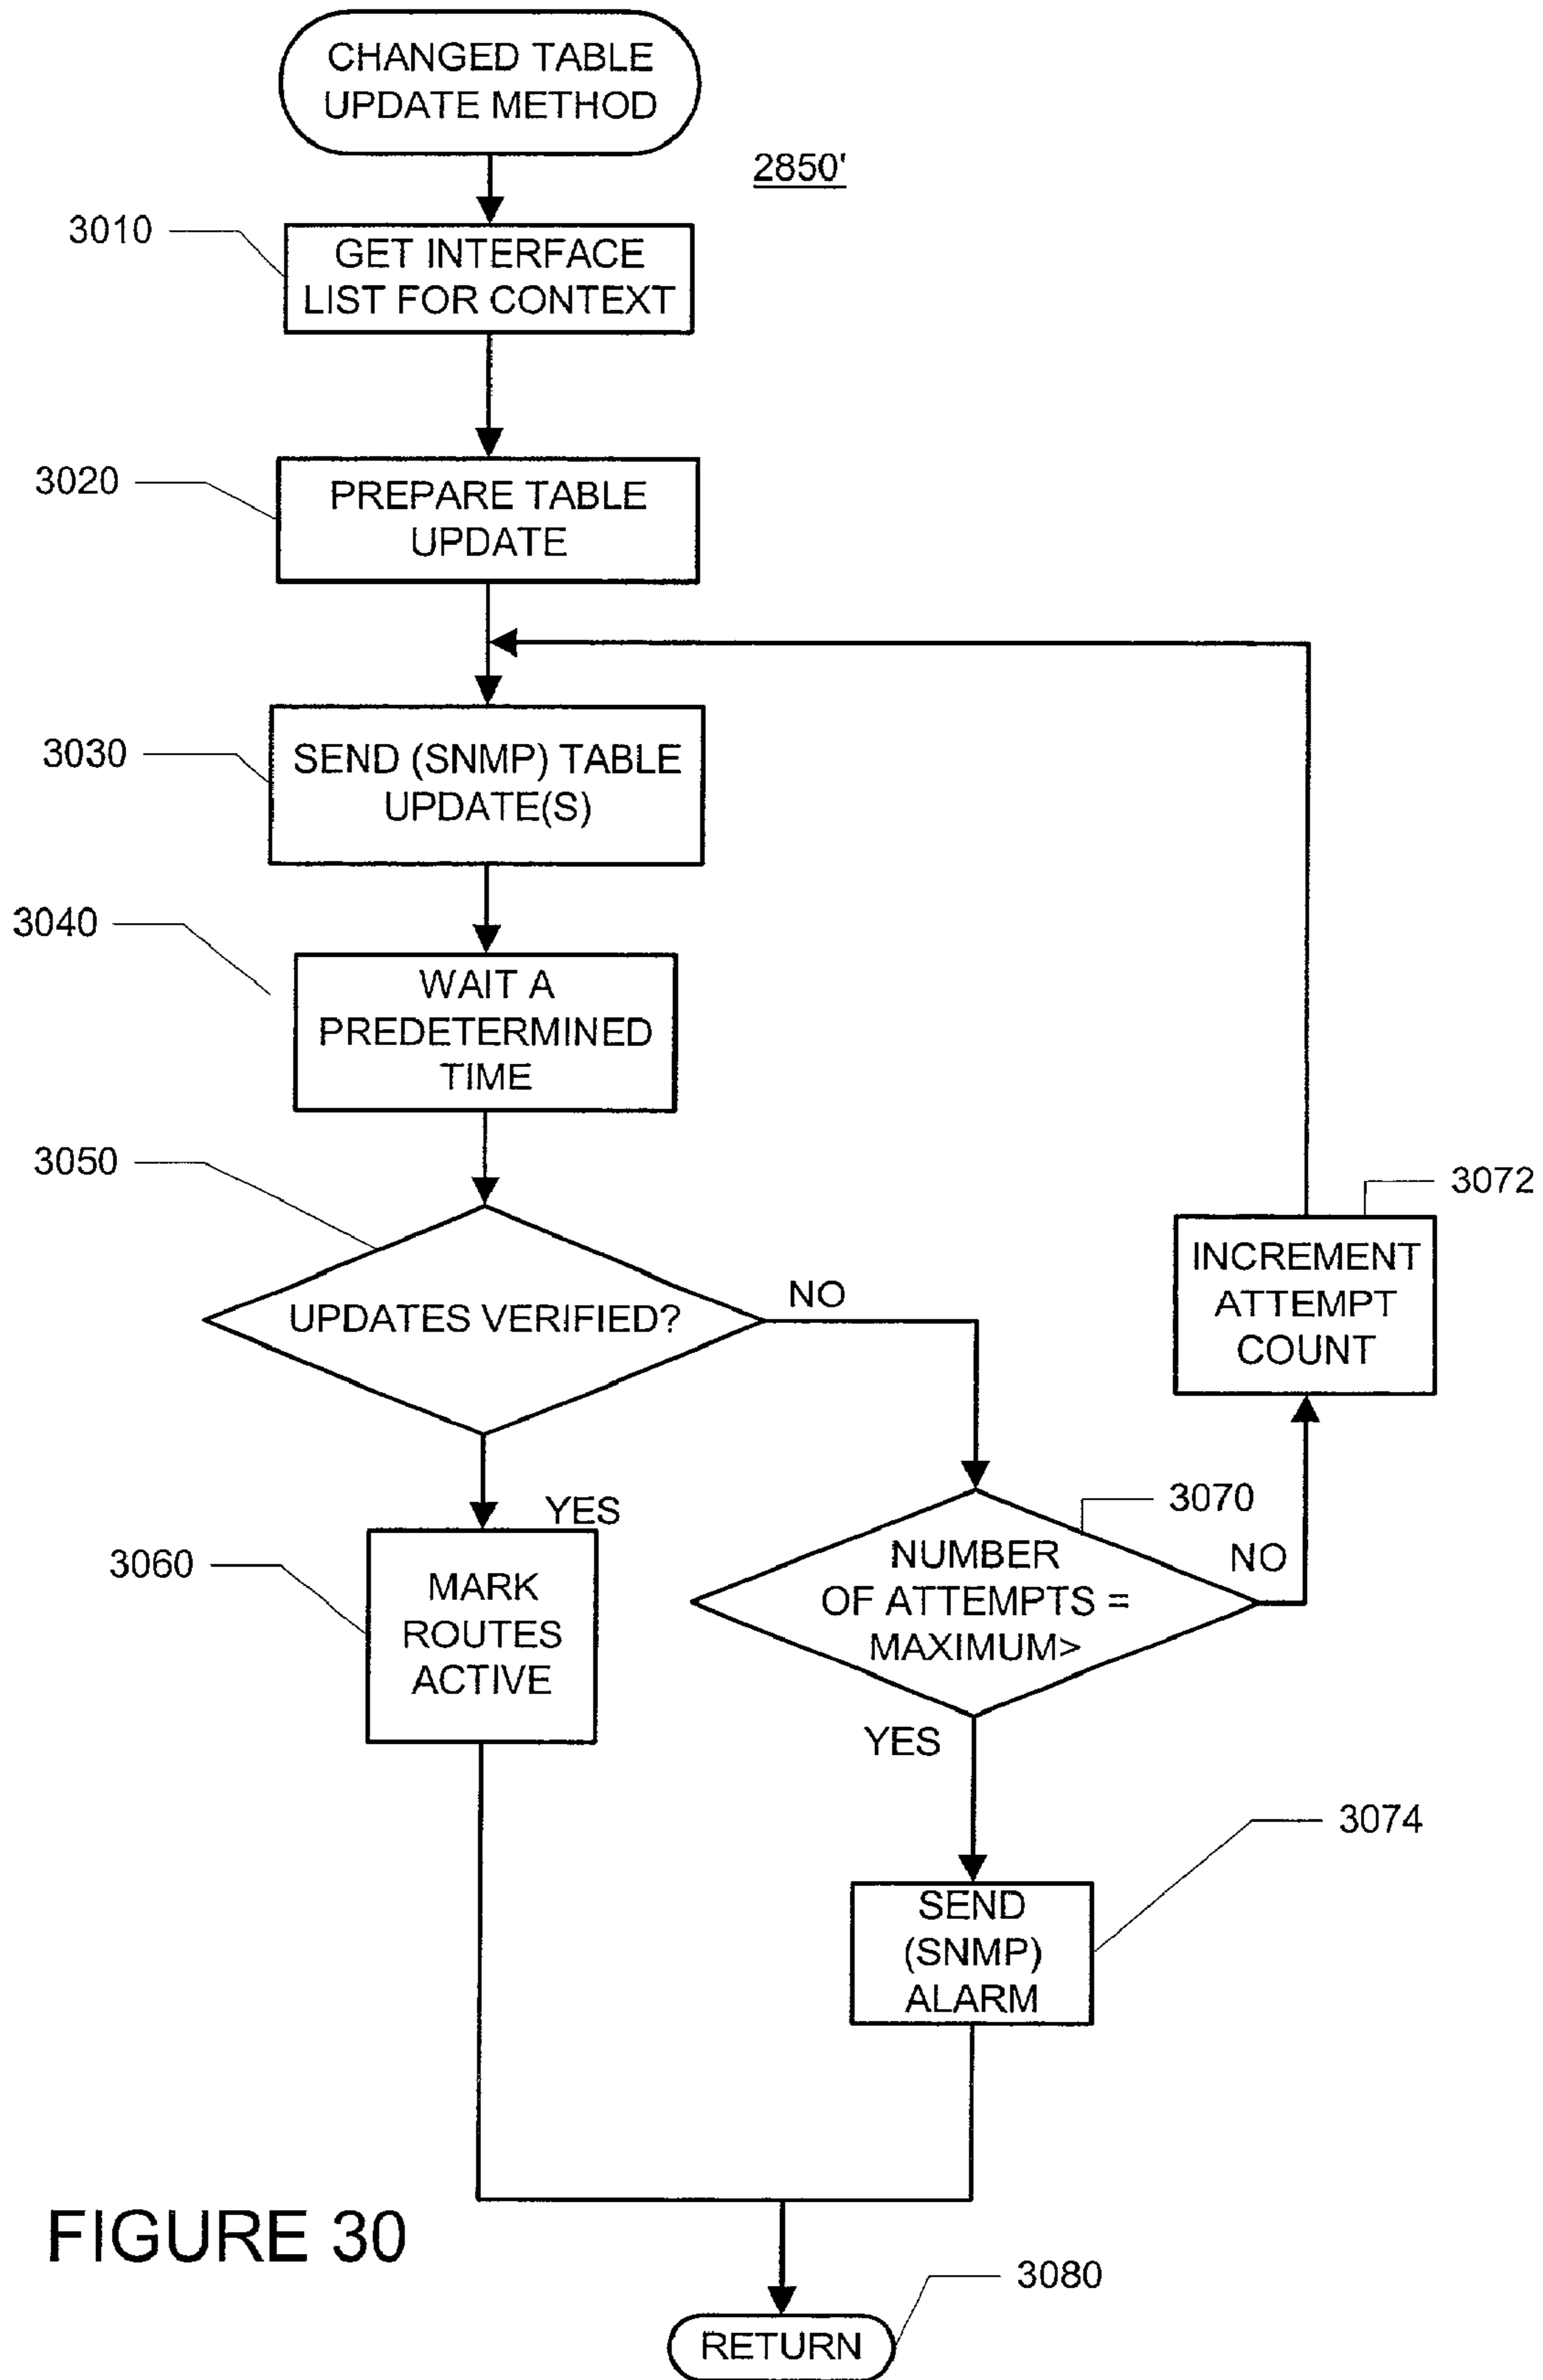 CHANGED TABLE
UPDATE METHOD
2850'
3010
GET INTERFACE
LIST FOR CONTEXT
3020
PREPARE TABLE
UPDATE
3030
SEND (SNMP) TABLE
UPDATE(S)
3040
WAIT A
PREDETERMINED
TIME
3050
UPDATES VERIFIED?
NO
3072
INCREMENT
ATTEMPT
COUNT
YES
3060
MARK
ROUTES
ACTIVE
3070
NUMBER
OF ATTEMPTS =
MAXIMUM>
NO
YES
3074
SEND
(SNMP)
ALARM
FIGURE 30
3080
RETURN